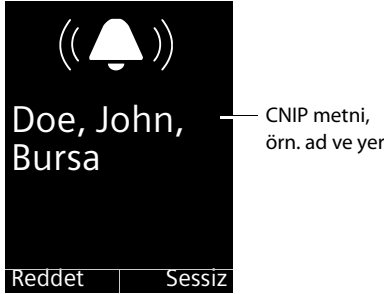 Doe, John,
Bursa
CNIP metni,
örn. ad ve yer
Reddet
Sessiz